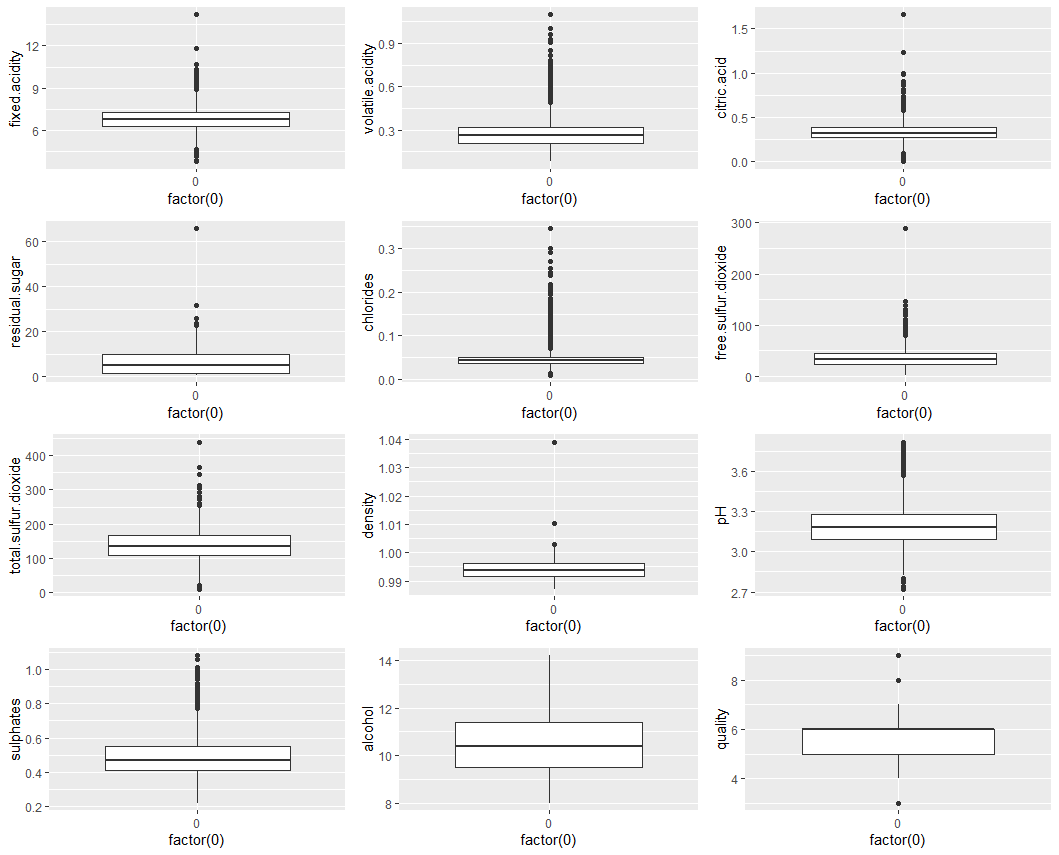 fixed.acidity
12
9
6
0
factor(0)
volatile.acidity
0.9
0.6
0.3
0
factor(0)
citric.acid
1.5
1.0
0.5
0.0
0
factor(0)
residual.sugar
60
40
20
0
0
factor(0)
chlorides
0.3
0.2
0.1
0.0
0
factor(0)
free.sulfur.dioxide
300
200
100
0
0
factor(0)
total.sulfur.dioxide
400
300
200
100
0
0
factor(0)
density
1.04
1.03
1.02
1.01
1.00
0.99
0
factor(0)
pH
3.6
3.3
3.0
2.7
0
factor(0)
sulphates
1.0
0.8
0.6
0.4
0.2
0
factor(0)
alcohol
14
12
10
8
0
factor(0)
quality
8
6
4
0
factor(0)